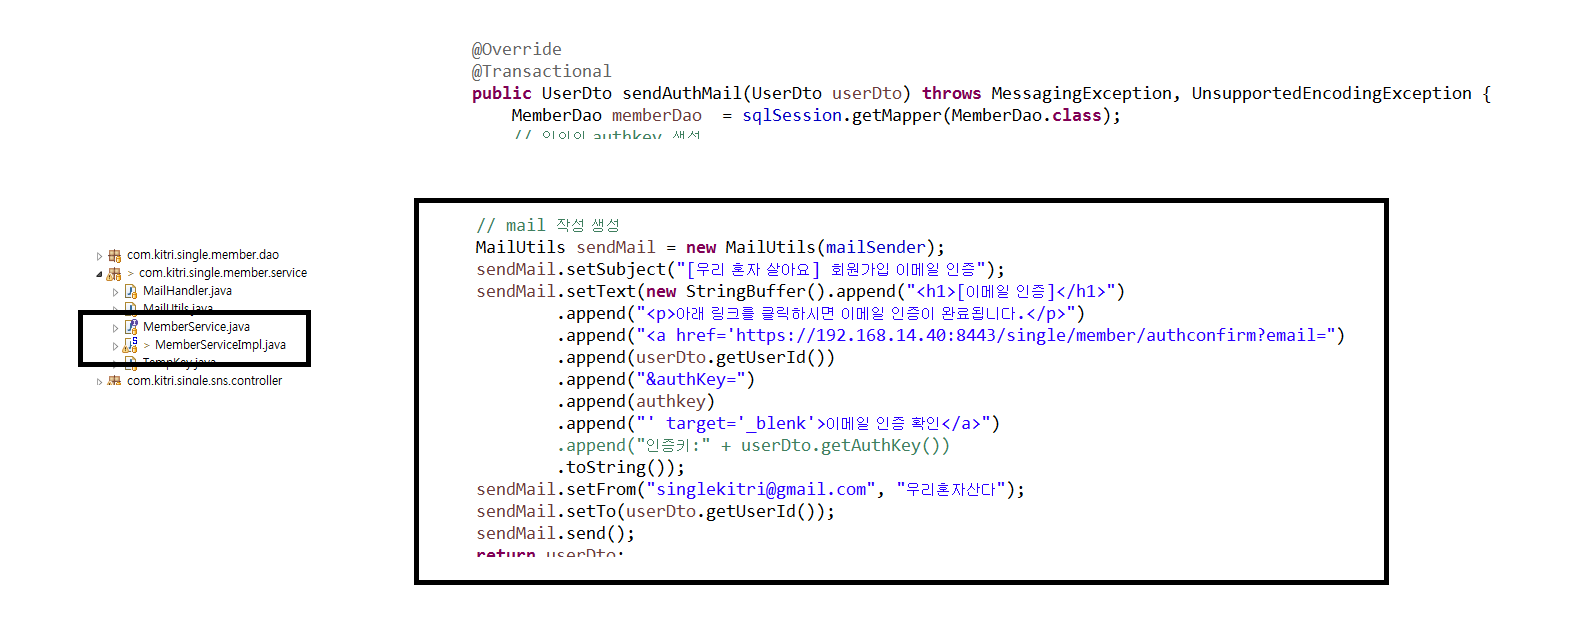 @Override
@Transactional
public UserDto sendAuthMail(UserDto userDto) throws MessagingException, UnsupportedEncodingException {
MemberDao memberDao  = sqlSession.getMapper(MemberDao.class);
// 임의의 authkey 생성
com.kitri.single.member.dao
> com.kitri.single.member.service
MailHandler.java
MailUtils.java
MemberService.java
> MemberServiceImpl.java
TempKey.java
com.kitri.single.sns.controller
// mail 작성 생성
MailUtils sendMail = new MailUtils(mailSender);
sendMail.setSubject("[우리 혼자 살아요] 회원가입 이메일 인증");
sendMail.setText(new StringBuffer().append("<h1>[이메일 인증]</h1>")
.append("<p>아래 링크를 클릭하시면 이메일 인증이 완료됩니다.</p>")
.append("<a href='https://192.168.14.40:8443/single/member/authconfirm?email=")
.append(userDto.getUserId())
.append("&authKey=")
.append(authkey)
.append("' target='_blenk'>이메일 인증 확인</a>")
.append("인증키:" + userDto.getAuthKey())
.toString());
sendMail.setFrom("singlekitri@gmail.com", "우리혼자산다");
sendMail.setTo(userDto.getUserId());
sendMail.send();
return userDto;